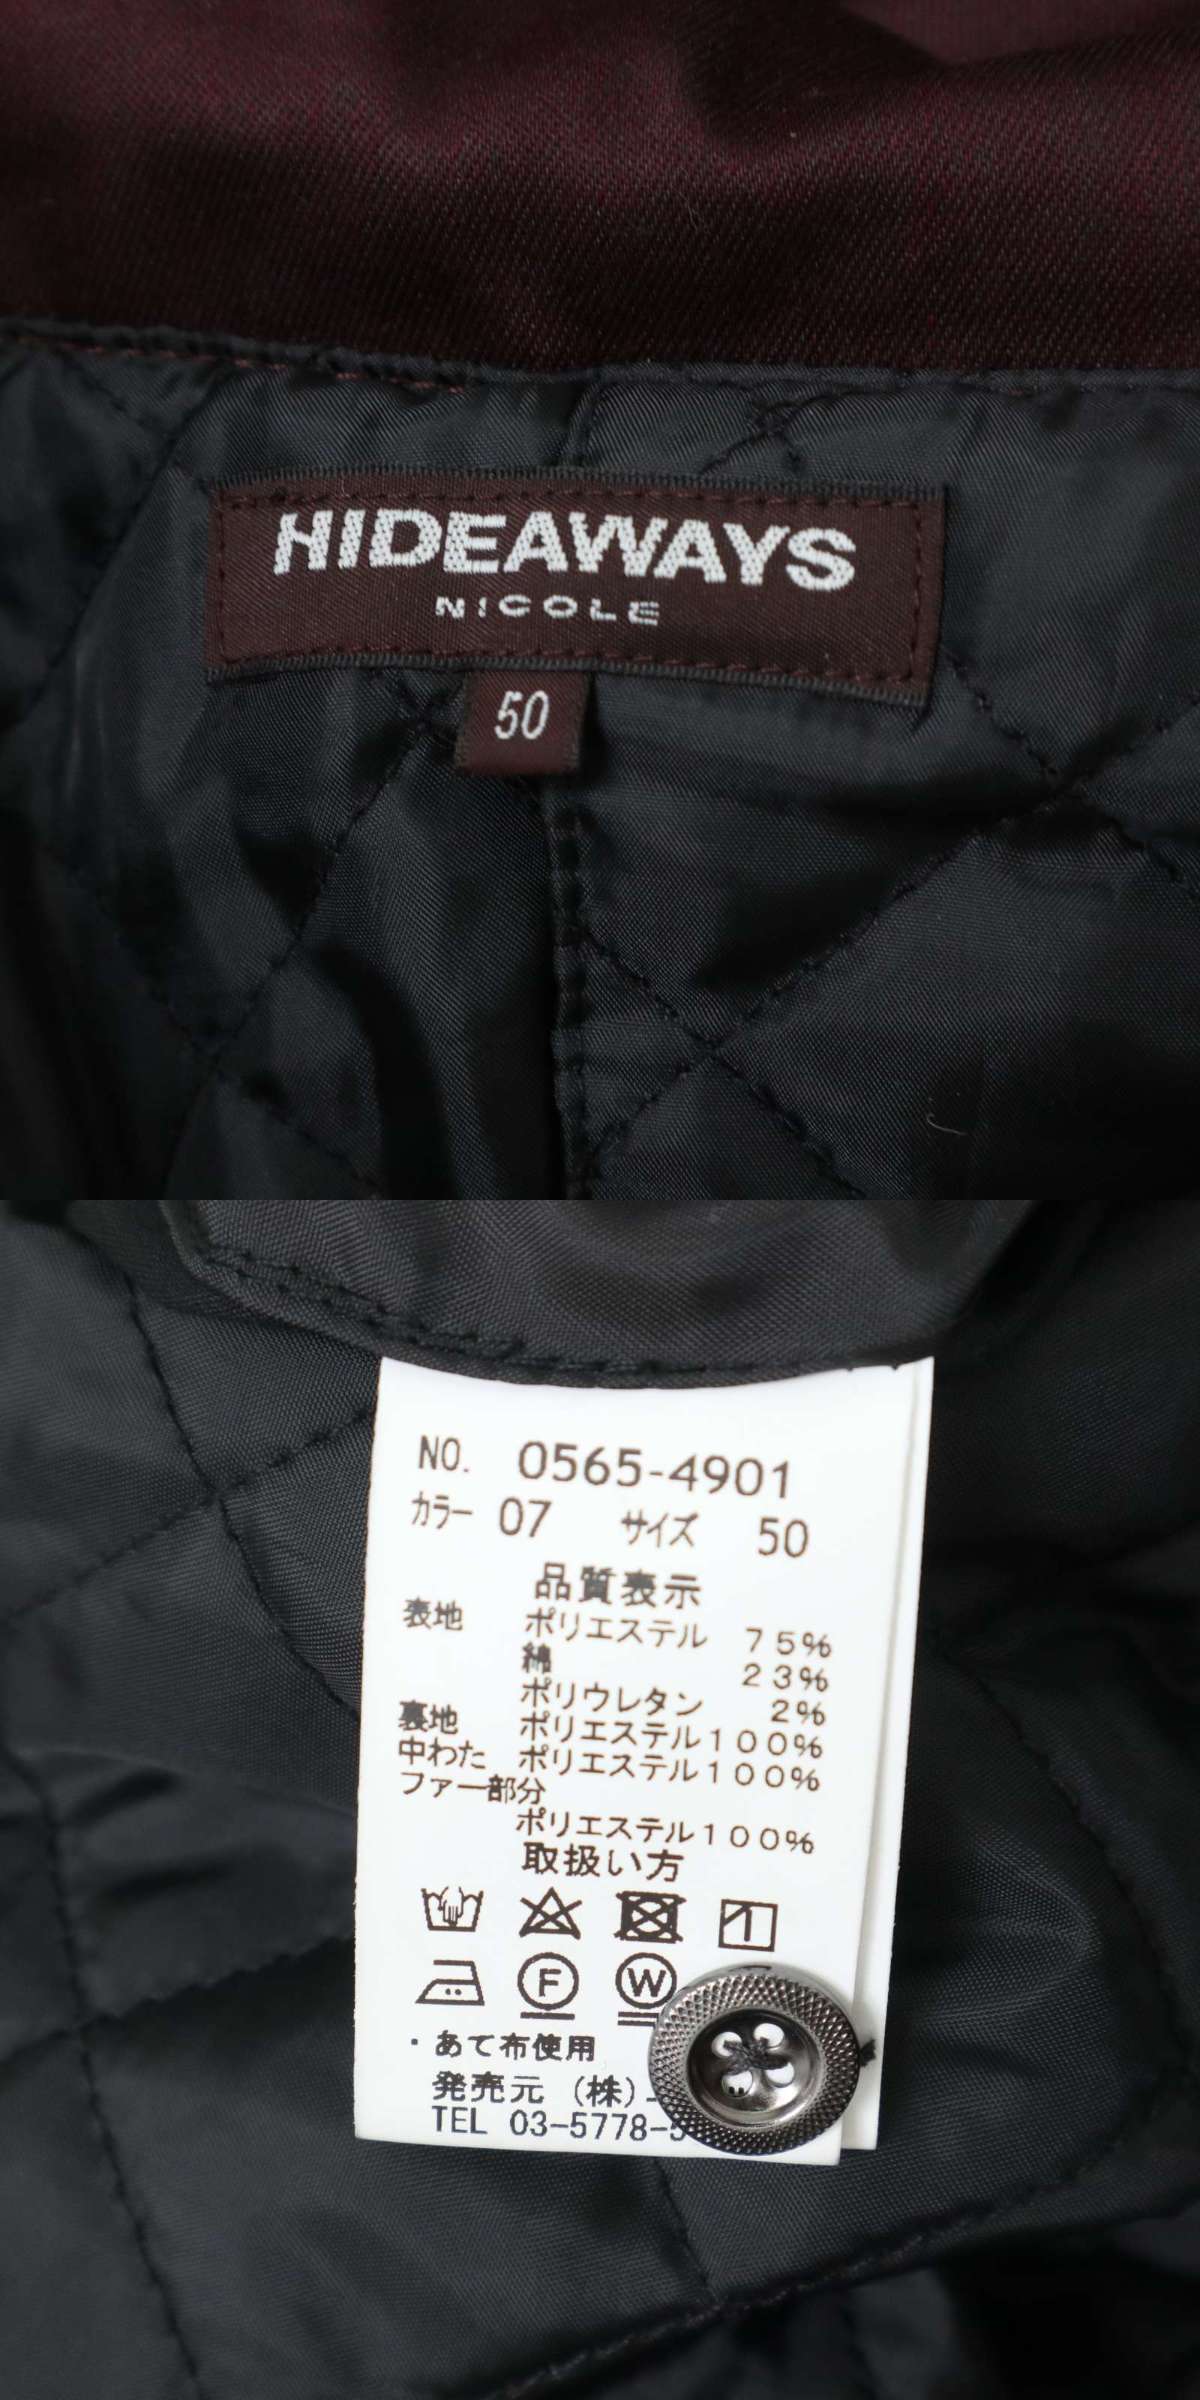 HIDEAWAYS
NICOLE
50
NO. 0565-4901
カラー 07 サイズ 50
品質表示
表地 ポリエステル 75%
綿 23%
ポリウレタン 2%
裏地 ポリエステル100%
中わた ポリエステル100%
ファー部分
ポリエステル100%
取扱い方
F W
・あて布使用
発売元 (株)
TEL 03-5778-5